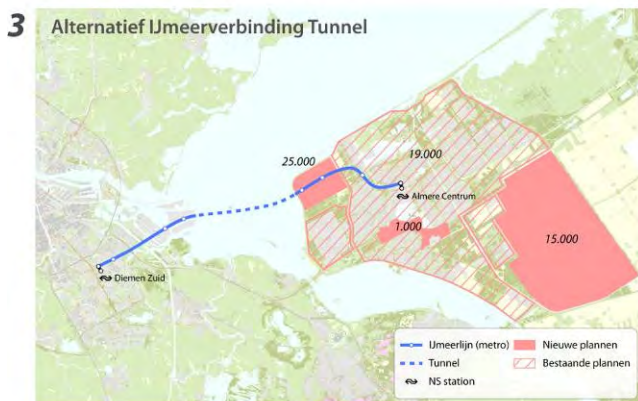 3 Alternatief IJmeerverbinding Tunnel
25.000
19.000
Almere Centrum
1.000
15.000
Diemen Zuid
IJmeerlijn (metro)
Nieuwe plannen
Tunnel
Bestaande plannen
NS station